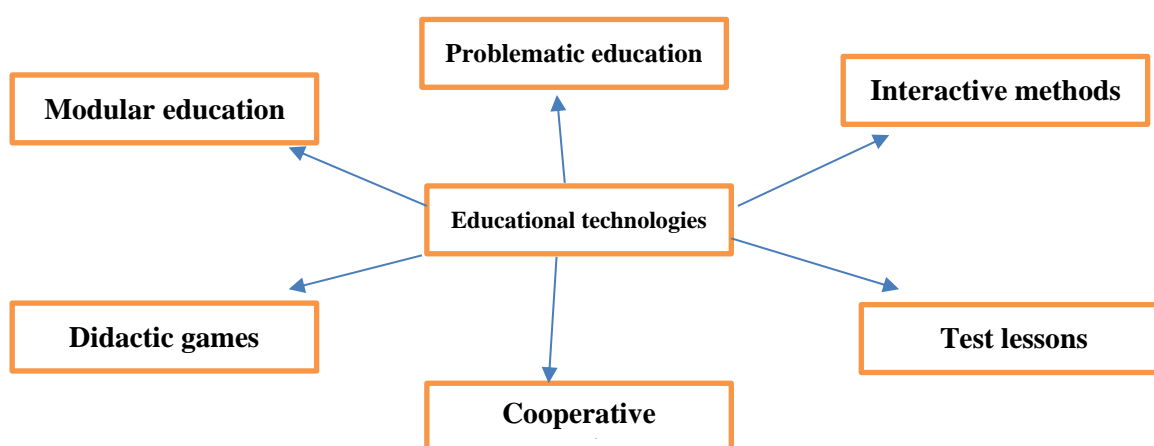 Problematic education
Interactive methods
Modular education
Educational technologies
Didactic games
Test lessons
Cooperative